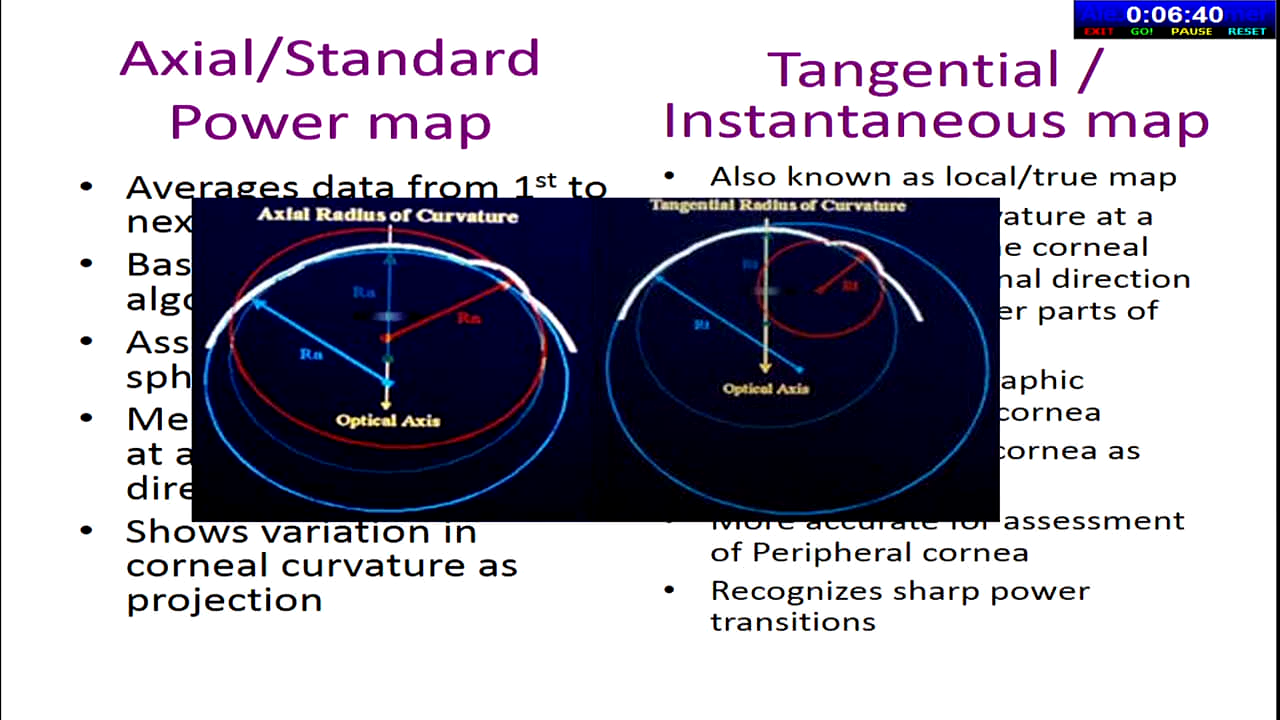 0:06:40
EXIT GO! PAUSE RESET
Axial/Standard
Power map
• Averages data from 1st to
nex
• Bas
algo
• Ass
sph
• Me
at a
dire
• Shows variation in
corneal curvature as
projection
Axial Radius of Curvature
Ra
Ra
Ra
Optical Axis
Tangential /
Instantaneous map
• Also known as local/true map
vature at a
e corneal
nal direction
er parts of
aphic
cornea
cornea as
• More accurate for assessment
of Peripheral cornea
• Recognizes sharp power
transitions
Tangential Radius of Curvature
Rt
Rt
Rt
Optical Axis